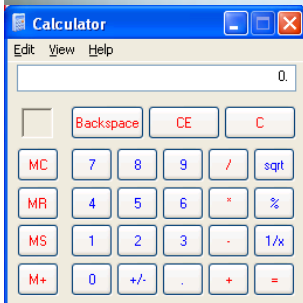 Calculator
Edit View Help
0.
Backspace CE C
MC 7 8 9 / sqrt
MR 4 5 6 * %
MS 1 2 3 - 1/x
M+ 0 +/- . + =